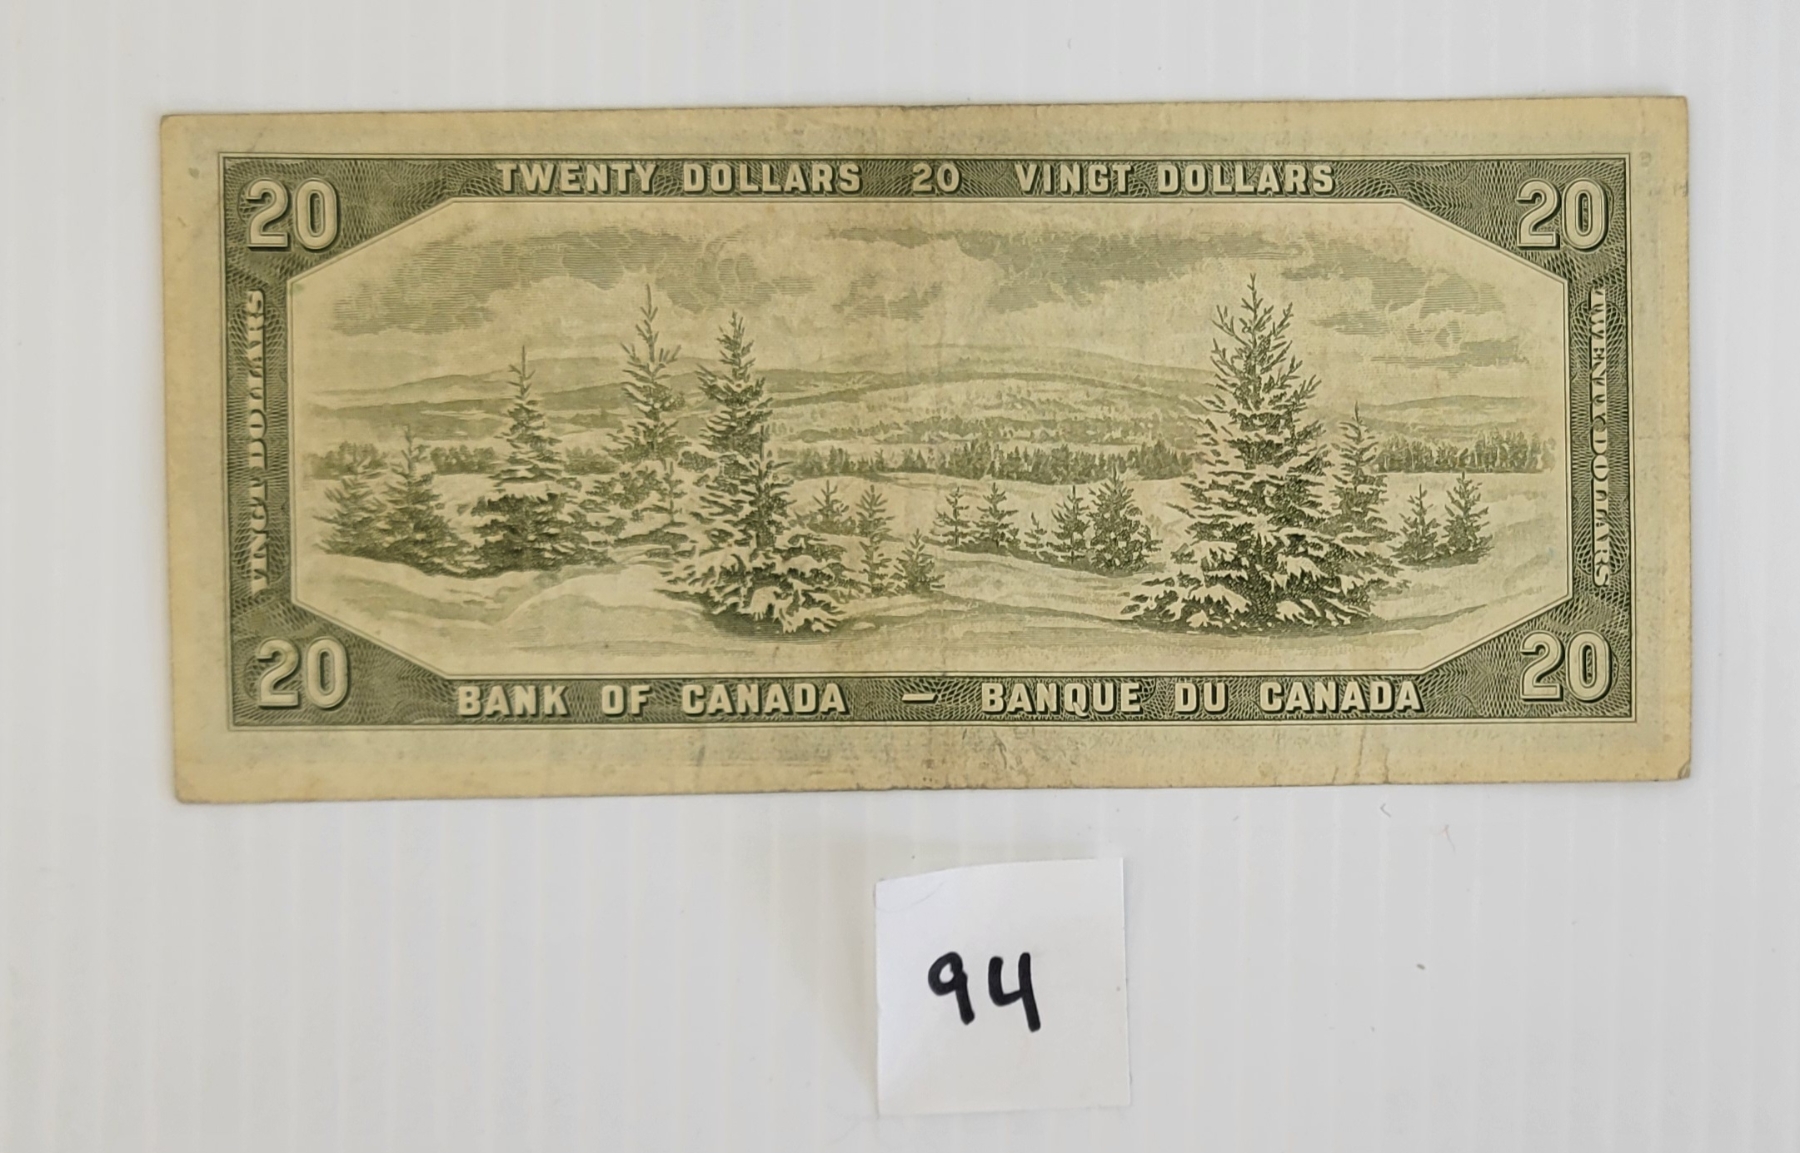 TWENTY DOLLARS 20 VINGT DOLLARS
20
20
VINGT DOLLARS
TWENTY DOLLARS
20
20
BANK OF CANADA — BANQUE DU CANADA
94